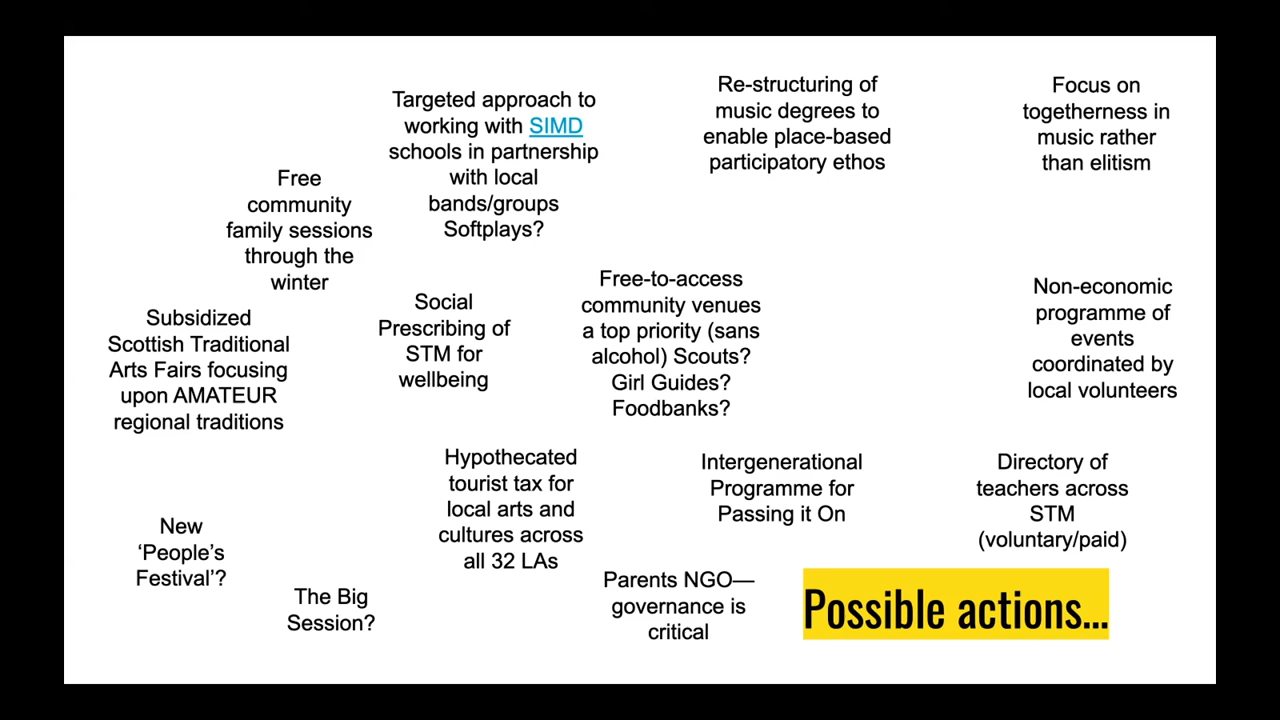 Targeted approach to
working with SIMD
schools in partnership
with local
bands/groups
Softplays?
Re-structuring of
music degrees to
enable place-based
participatory ethos
Focus on
togetherness in
music rather
than elitism
Free
community
family sessions
through the
winter
Subsidized
Scottish Traditional
Arts Fairs focusing
upon AMATEUR
regional traditions
Social
Prescribing of
STM for
wellbeing
Free-to-access
community venues
a top priority (sans
alcohol) Scouts?
Girl Guides?
Foodbanks?
Non-economic
programme of
events
coordinated by
local volunteers
Hypothecated
tourist tax for
local arts and
cultures across
all 32 LAs
Intergenerational
Programme for
Passing it On
Directory of
teachers across
STM
(voluntary/paid)
New
‘People’s
Festival’?
The Big
Session?
Parents NGO—
governance is
critical
Possible actions...